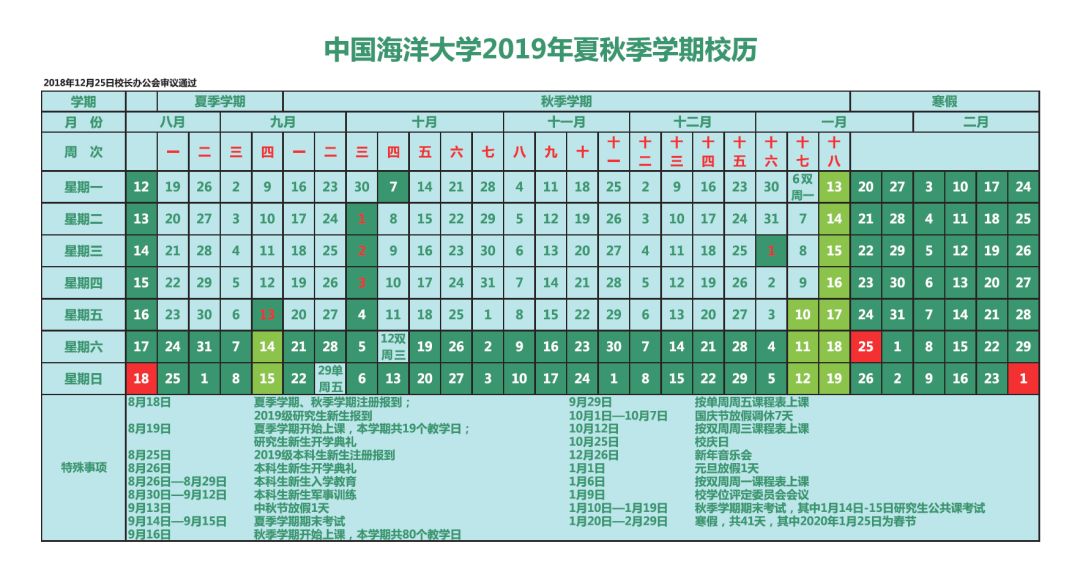 中国海洋大学2019年夏秋季学期校历
2018年12月25日校长办公会审议通过
学期 夏季学期 秋季学期 寒假
月 份 八月 九月 十月 十一月 十二月 一月 二月
周 次 一 二 三 四 一 二 三 四 五 六 七 八 九 十 十一 十二 十三 十四 十五 十六 十七 十八
星期一 12 19 26 2 9 16 23 30 7 14 21 28 4 11 18 25 2 9 16 23 30 6双周一 13 20 27 3 10 17 24
星期二 13 20 27 3 10 17 24 1 8 15 22 29 5 12 19 26 3 10 17 24 31 7 14 21 28 4 11 18 25
星期三 14 21 28 4 11 18 25 2 9 16 23 30 6 13 20 27 4 11 18 25 1 8 15 22 29 5 12 19 26
星期四 15 22 29 5 12 19 26 3 10 17 24 31 7 14 21 28 5 12 19 26 2 9 16 23 30 6 13 20 27
星期五 16 23 30 6 13 20 27 4 11 18 25 1 8 15 22 29 6 13 20 27 3 10 17 24 31 7 14 21 28
星期六 17 24 31 7 14 21 28 5 12双周三 19 26 2 9 16 23 30 7 14 21 28 4 11 18 25 1 8 15 22 29
星期日 18 25 1 8 15 22 29单周五 6 13 20 27 3 10 17 24 1 8 15 22 29 5 12 19 26 2 9 16 23 1
特殊事项
8月18日 夏季学期、秋季学期注册报到；
2019级研究生新生报到
8月19日 夏季学期开始上课，本学期共19个教学日；
研究生新生开学典礼
8月25日 2019级本科生新生注册报到
8月26日 本科生新生开学典礼
8月26日—8月29日 本科生新生入学教育
8月30日—9月12日 本科生新生军事训练
9月13日 中秋节放假1天
9月14日—9月15日 夏季学期期末考试
9月16日 秋季学期开始上课，本学期共80个教学日
9月29日 按单周周五课程表上课
10月1日—10月7日 国庆节放假调休7天
10月12日 按双周周三课程表上课
10月25日 校庆日
12月26日 新年音乐会
1月1日 元旦放假1天
1月6日 按双周周一课程表上课
1月9日 校学位评定委员会会议
1月10日—1月19日 秋季学期期末考试，其中1月14日-15日研究生公共课考试
1月20日—2月29日 寒假，共41天，其中2020年1月25日为春节